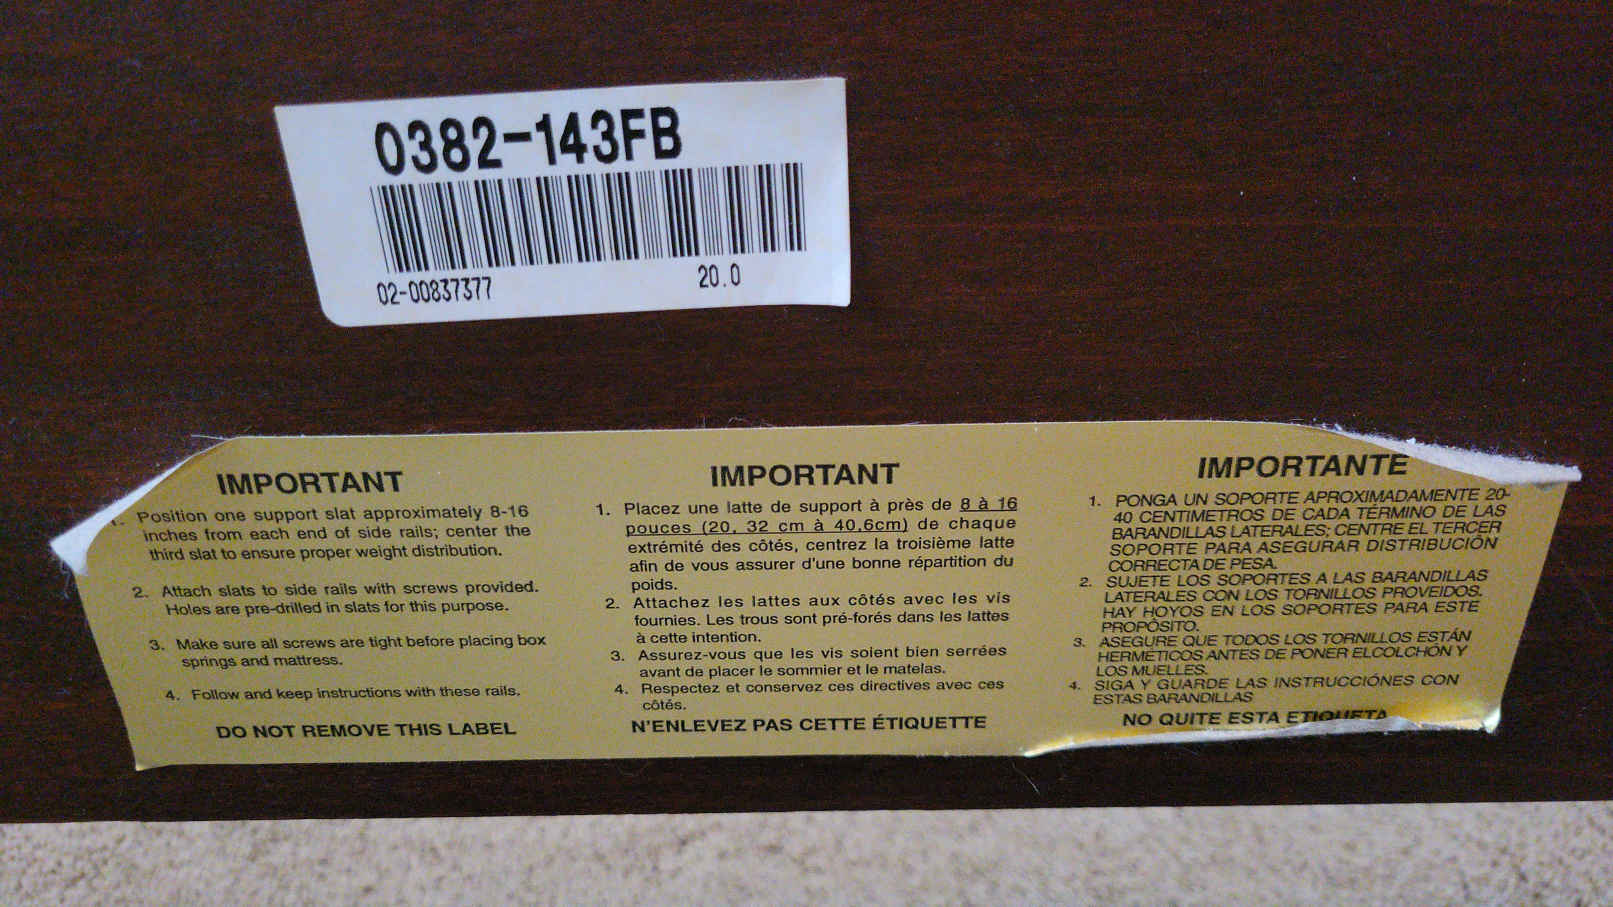 0382-143FB
02-00837377 20.0
IMPORTANT
1. Position one support slat approximately 8-16
inches from each end of side rails; center the
third slat to ensure proper weight distribution.
2. Attach slats to side rails with screws provided.
Holes are pre-drilled in slats for this purpose.
3. Make sure all screws are tight before placing box
springs and mattress.
4. Follow and keep instructions with these rails.
DO NOT REMOVE THIS LABEL
IMPORTANT
1. Placez une latte de support à près de 8 à 16
pouces (20, 32 cm à 40,6cm) de chaque
extrémité des côtés, centrez la troisième latte
afin de vous assurer d'une bonne répartition du
poids.
2. Attachez les lattes aux côtés avec les vis
fournies. Les trous sont pré-forés dans les lattes
à cette intention.
3. Assurez-vous que les vis soient bien serrées
avant de placer le sommier et le matelas.
4. Respectez et conservez ces directives avec ces
côtés.
N'ENLEVEZ PAS CETTE ÉTIQUETTE
IMPORTANTE
1. PONGA UN SOPORTE APROXIMADAMENTE 20-
40 CENTIMETROS DE CADA TÉRMINO DE LAS
BARANDILLAS LATERALES; CENTRE EL TERCER
SOPORTE PARA ASEGURAR DISTRIBUCIÓN
CORRECTA DE PESA.
2. SUJETE LOS SOPORTES A LAS BARANDILLAS
LATERALES CON LOS TORNILLOS PROVEIDOS.
HAY HOYOS EN LOS SOPORTES PARA ESTE
PROPÓSITO.
3. ASEGURE QUE TODOS LOS TORNILLOS ESTÁN
HERMÉTICOS ANTES DE PONER ELCOLCHÓN Y
LOS MUELLES.
4. SIGA Y GUARDE LAS INSTRUCCIÓNES CON
ESTAS BARANDILLAS
NO QUITE ESTA ETIQUETA